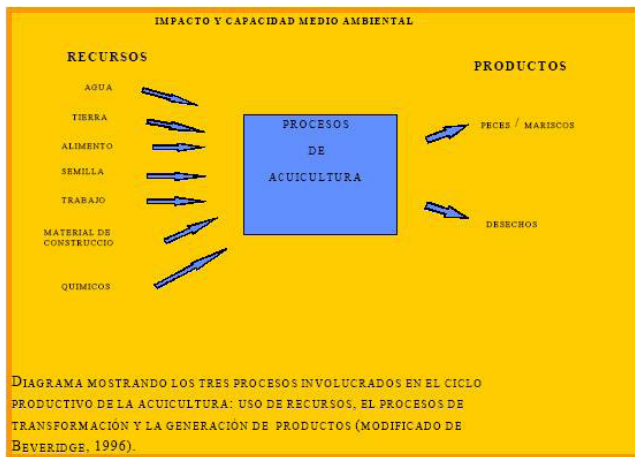 IMPACTO Y CAPACIDAD MEDIO AMBIENTAL
RECURSOS
PRODUCTOS
AGUA
TIERRA
ALIMENTO
SEMILLA
TRABAJO
MATERIAL DE
CONSTRUCCIO
QUIMICOS
PROCESOS
DE
ACUICULTURA
PECES / MARISCOS
DESECHOS
DIAGRAMA MOSTRANDO LOS TRES PROCESOS INVOLUCRADOS EN EL CICLO
PRODUCTIVO DE LA ACUICULTURA: USO DE RECURSOS, EL PROCESOS DE
TRANSFORMACIÓN Y LA GENERACIÓN DE PRODUCTOS (MODIFICADO DE
BEVERIDGE, 1996).